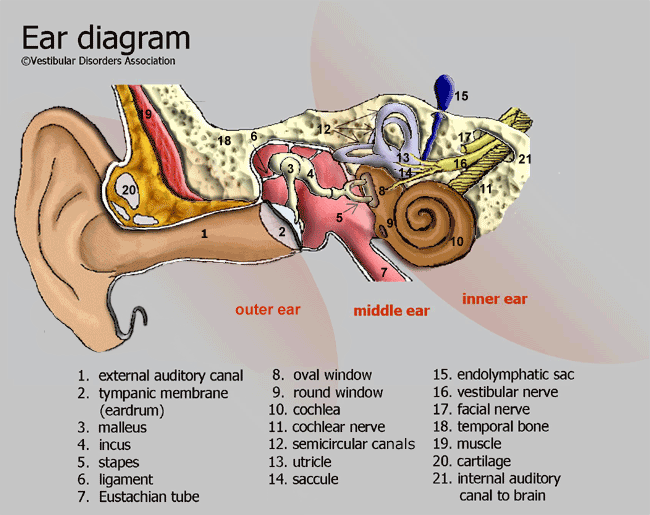 Ear diagram
©Vestibular Disorders Association
19
18
6
12
15
17
13
16
21
3
4
14
20
8
11
5
9
1
2
10
7
outer ear
middle ear
inner ear
1. external auditory canal
2. tympanic membrane
(eardrum)
3. malleus
4. incus
5. stapes
6. ligament
7. Eustachian tube
8. oval window
9. round window
10. cochlea
11. cochlear nerve
12. semicircular canals
13. utricle
14. saccule
15. endolymphatic sac
16. vestibular nerve
17. facial nerve
18. temporal bone
19. muscle
20. cartilage
21. internal auditory
canal to brain